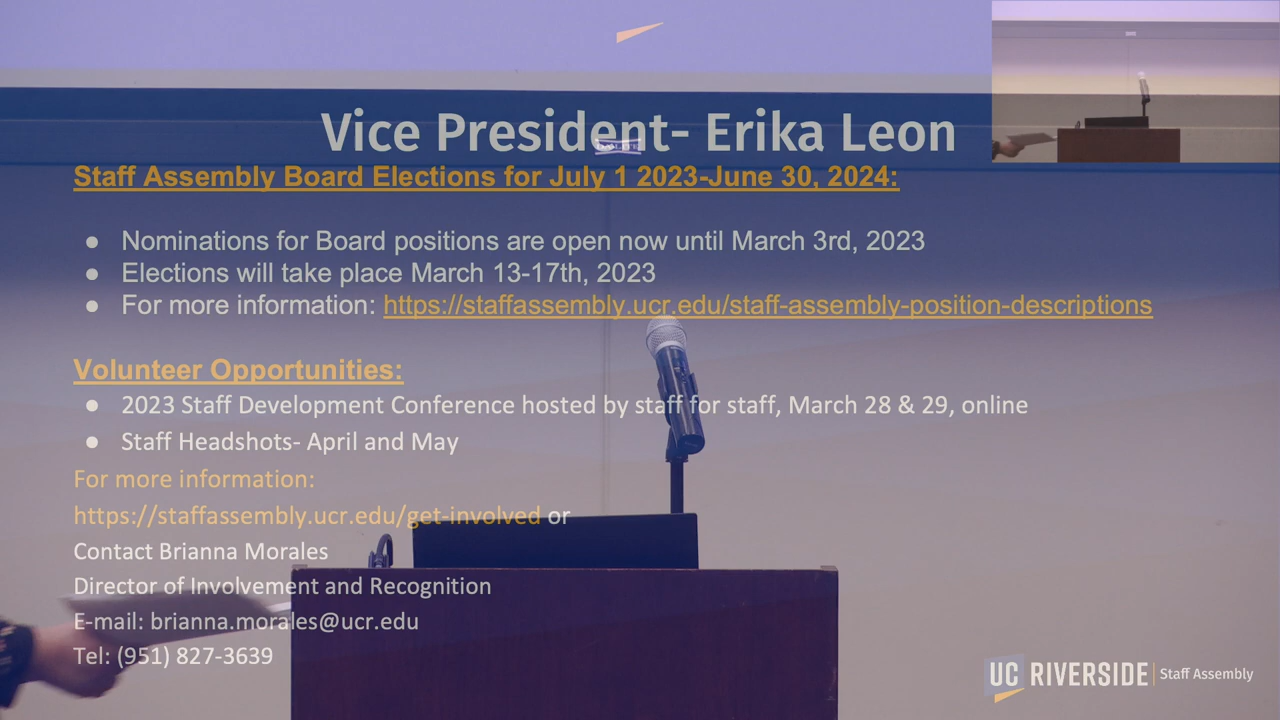 Vice President- Erika Leon
Staff Assembly Board Elections for July 1 2023-June 30, 2024:
● Nominations for Board positions are open now until March 3rd, 2023
● Elections will take place March 13-17th, 2023
● For more information: https://staffassembly.ucr.edu/staff-assembly-position-descriptions
Volunteer Opportunities:
● 2023 Staff Development Conference hosted by staff for staff, March 28 & 29, online
● Staff Headshots- April and May
For more information:
https://staffassembly.ucr.edu/get-involved or
Contact Brianna Morales
Director of Involvement and Recognition
E-mail: brianna.morales@ucr.edu
Tel: (951) 827-3639
UC RIVERSIDE | Staff Assembly